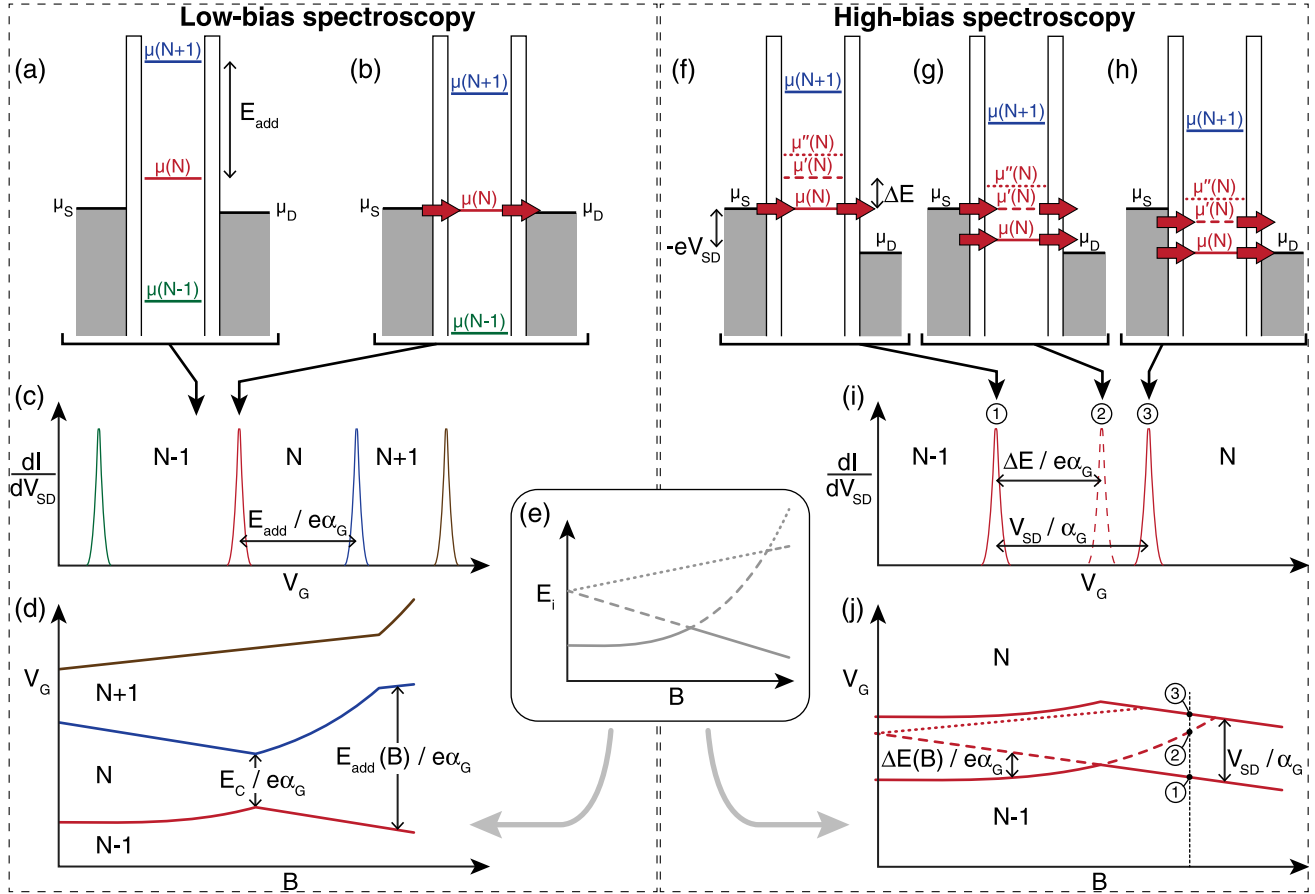 Low-bias spectroscopy
(a)
μ(N+1)
E_add
μ(N)
μ_S
μ_D
μ(N-1)
(b)
μ(N+1)
μ_S
μ(N)
μ_D
μ(N-1)
(c)
dI
dV_SD
N-1
N
N+1
E_add / eα_G
V_G
(d)
V_G
N+1
N
N-1
E_C / eα_G
E_add (B) / eα_G
B
(e)
E_i
B
High-bias spectroscopy
(f)
μ(N+1)
μ''(N)
μ'(N)
μ_S
μ(N)
ΔE
-eV_SD
μ_D
(g)
μ(N+1)
μ''(N)
μ_S
μ'(N)
μ(N)
μ_D
(h)
μ(N+1)
μ''(N)
μ_S
μ'(N)
μ(N)
μ_D
(i)
1
2
3
dI
dV_SD
N-1
N
ΔE / eα_G
V_SD / α_G
V_G
(j)
V_G
N
3
2
ΔE(B) / eα_G
V_SD / α_G
1
N-1
B